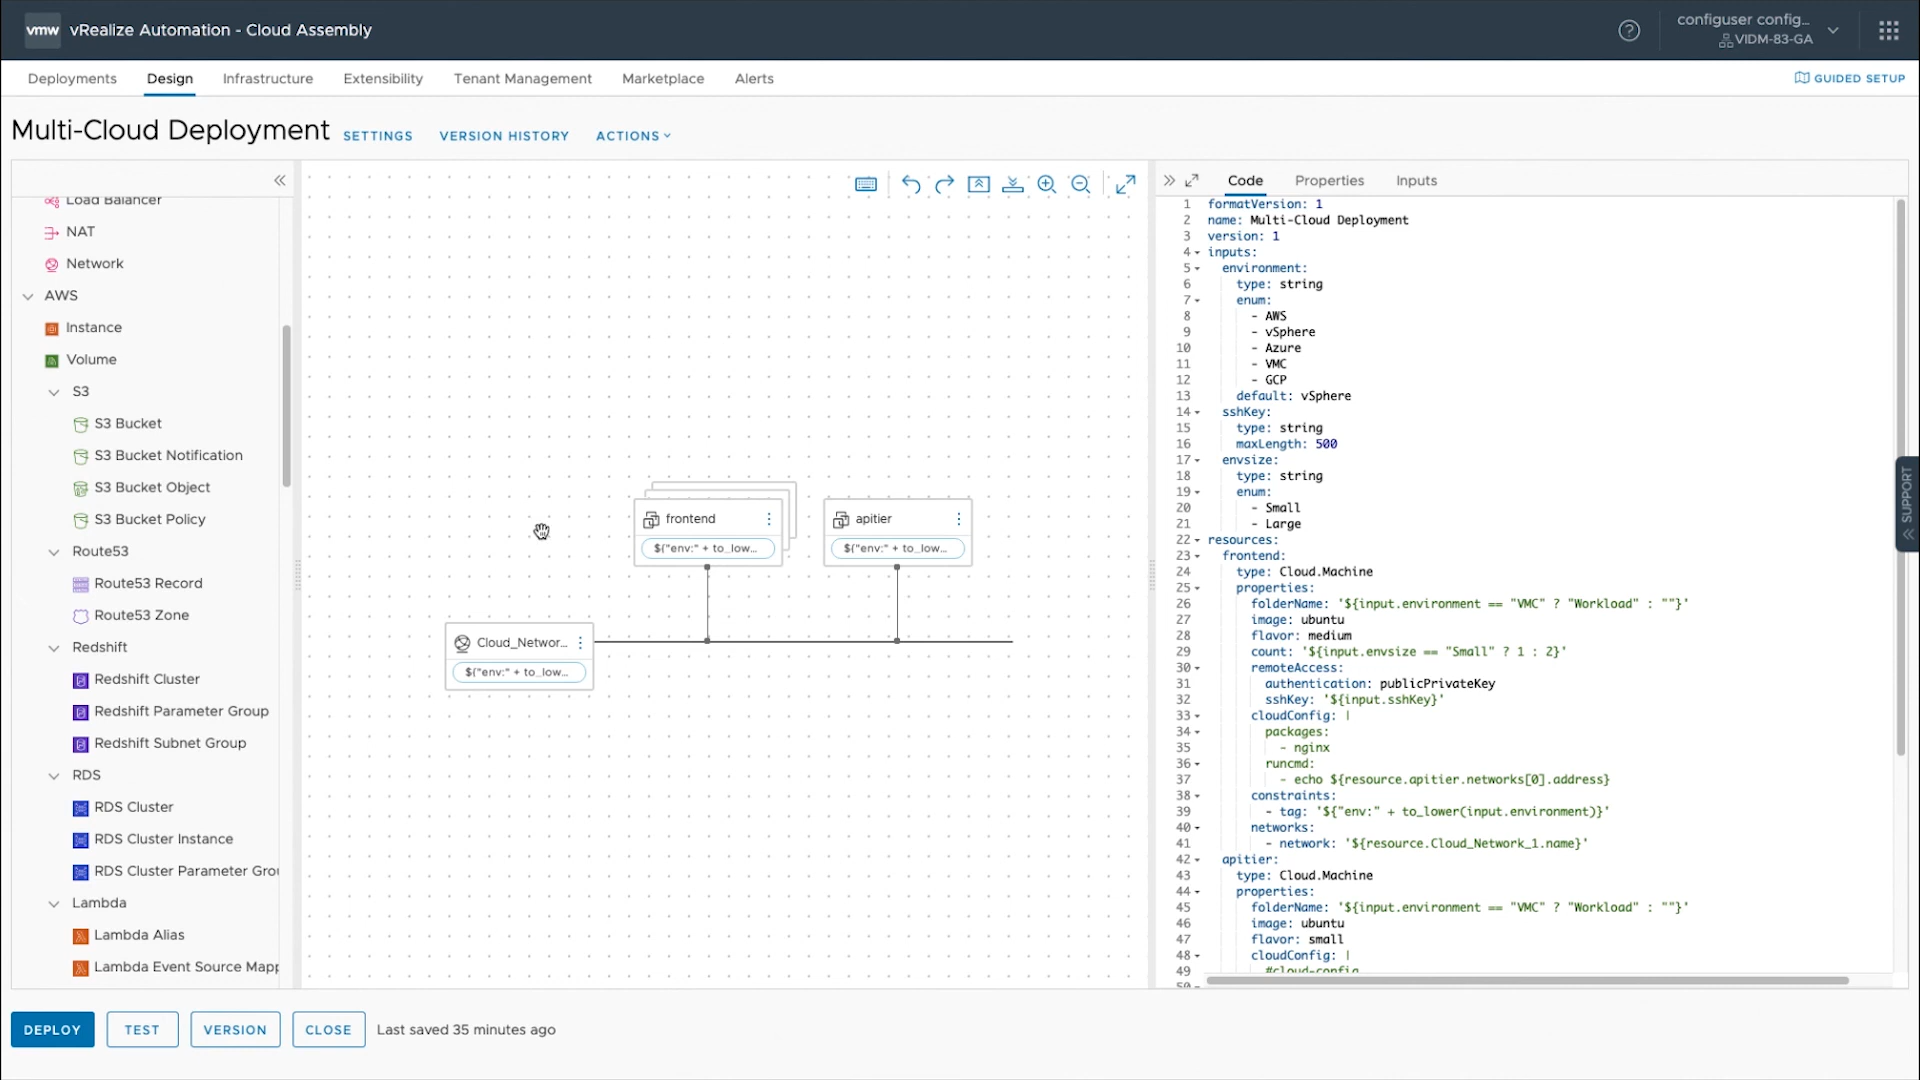 vmw vRealize Automation - Cloud Assembly
configuser config...
VIDM-83-GA
Deployments Design Infrastructure Extensibility Tenant Management Marketplace Alerts
GUIDED SETUP
Multi-Cloud Deployment SETTINGS VERSION HISTORY ACTIONS
Load Balancer
NAT
Network
AWS
Instance
Volume
S3
S3 Bucket
S3 Bucket Notification
S3 Bucket Object
S3 Bucket Policy
Route53
Route53 Record
Route53 Zone
Redshift
Redshift Cluster
Redshift Parameter Group
Redshift Subnet Group
RDS
RDS Cluster
RDS Cluster Instance
RDS Cluster Parameter Grou
Lambda
Lambda Alias
Lambda Event Source Mapp
frontend
${"env:" + to_low...
apitier
${"env:" + to_low...
Cloud_Networ...
${"env:" + to_low...
Code Properties Inputs
1 formatVersion: 1
2 name: Multi-Cloud Deployment
3 version: 1
4 inputs:
5 environment:
6 type: string
7 enum:
8 - AWS
9 - vSphere
10 - Azure
11 - VMC
12 - GCP
13 default: vSphere
14 sshKey:
15 type: string
16 maxLength: 500
17 envsize:
18 type: string
19 enum:
20 - Small
21 - Large
22 resources:
23 frontend:
24 type: Cloud.Machine
25 properties:
26 folderName: '${input.environment == "VMC" ? "Workload" : ""}'
27 image: ubuntu
28 flavor: medium
29 count: '${input.envsize == "Small" ? 1 : 2}'
30 remoteAccess:
31 authentication: publicPrivateKey
32 sshKey: '${input.sshKey}'
33 cloudConfig: |
34 packages:
35 - nginx
36 runcmd:
37 - echo ${resource.apitier.networks[0].address}
38 constraints:
39 - tag: '${"env:" + to_lower(input.environment)}'
40 networks:
41 - network: '${resource.Cloud_Network_1.name}'
42 apitier:
43 type: Cloud.Machine
44 properties:
45 folderName: '${input.environment == "VMC" ? "Workload" : ""}'
46 image: ubuntu
47 flavor: small
48 cloudConfig: |
49 #cloud-config
50
SUPPORT
DEPLOY TEST VERSION CLOSE Last saved 35 minutes ago